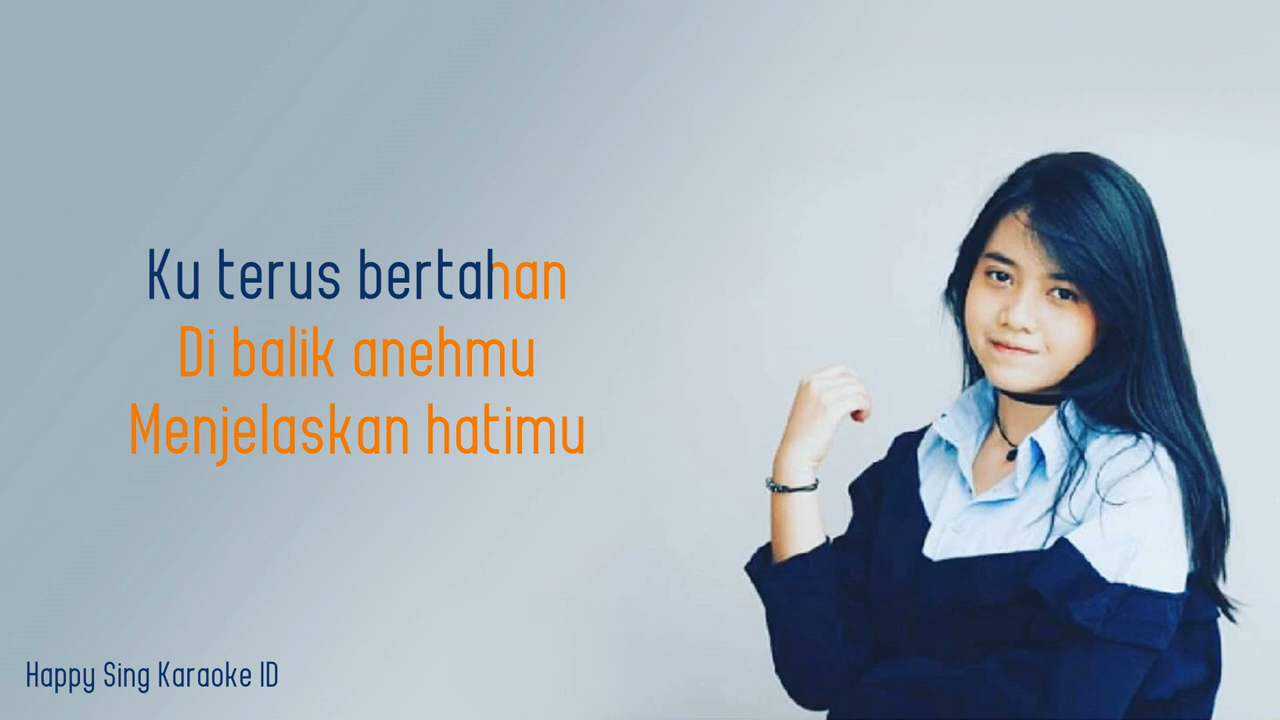 Ku terus bertahan
Di balik anehmu
Menjelaskan hatimu
Happy Sing Karaoke ID